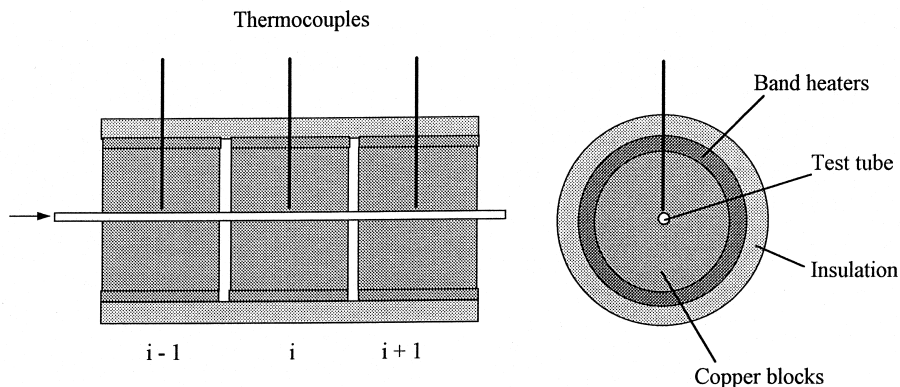 Thermocouples
Band heaters
Test tube
Insulation
Copper blocks
i - 1
i
i + 1